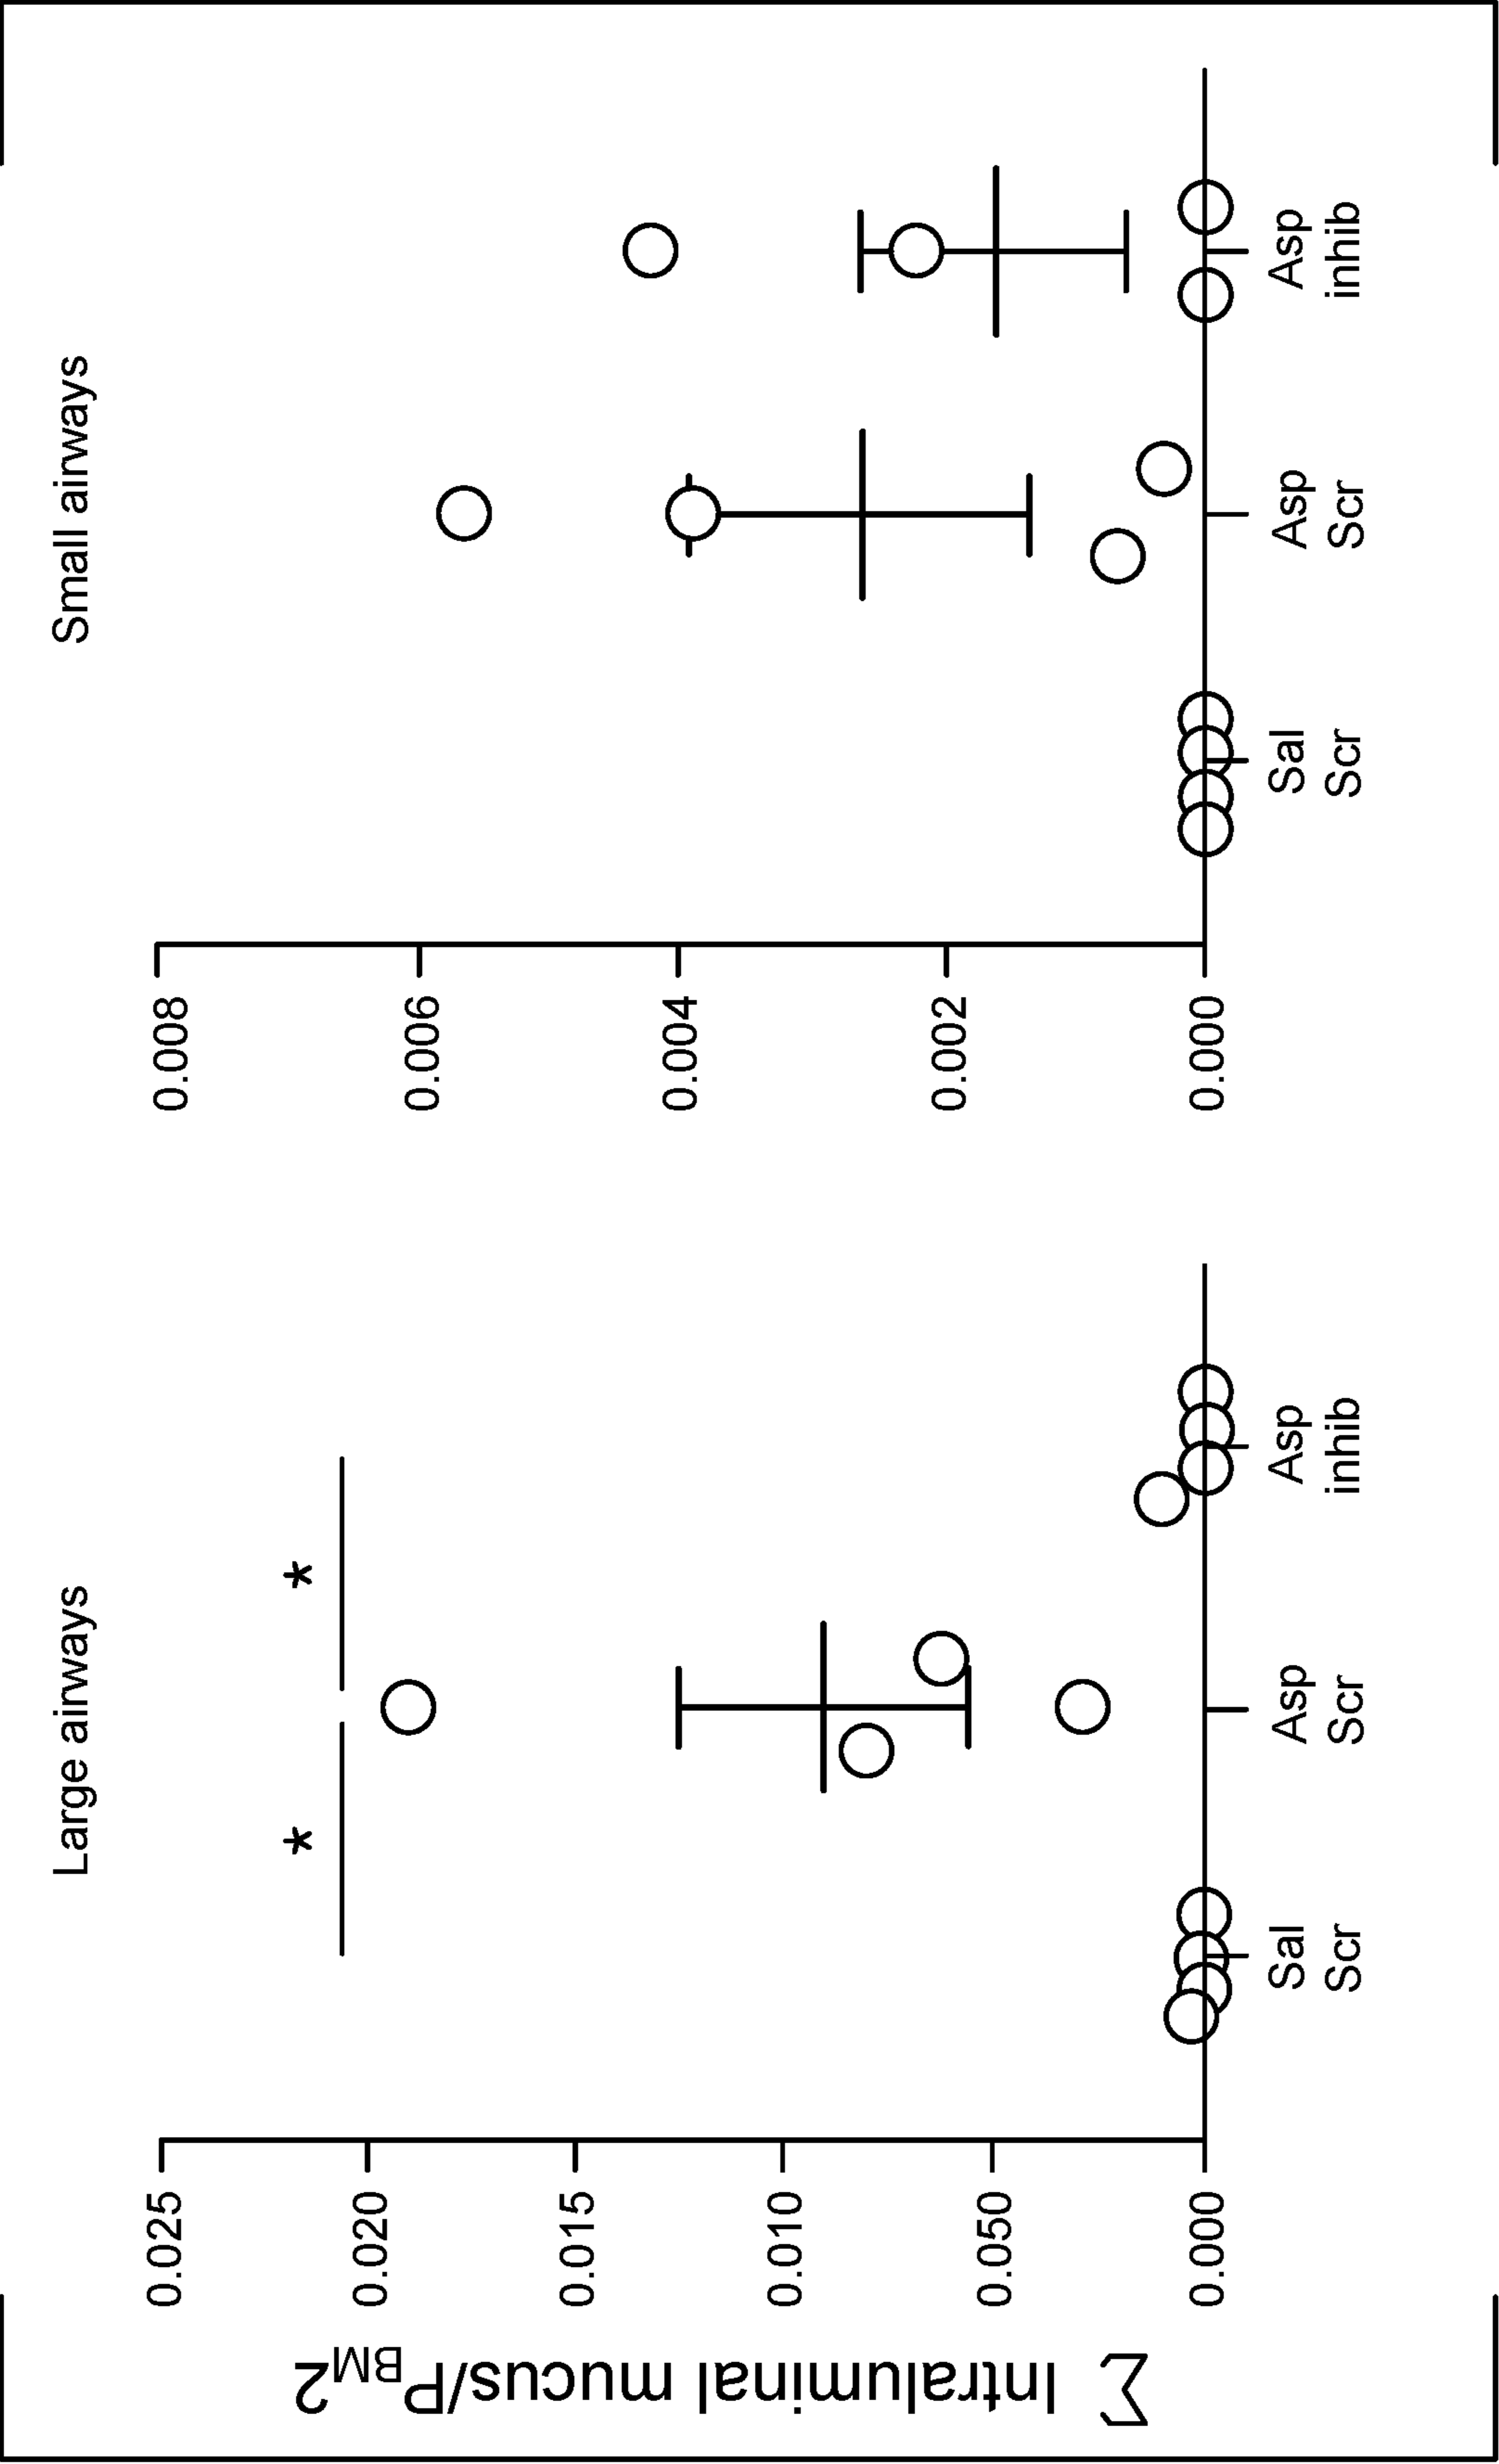 Σ Intraluminal mucus/PBM2
Large airways
0.025
0.020
0.015
0.010
0.050
0.000
*
*
Sal
Scr
Asp
Scr
Asp
inhib
Small airways
0.008
0.006
0.004
0.002
0.000
Sal
Scr
Asp
Scr
Asp
inhib